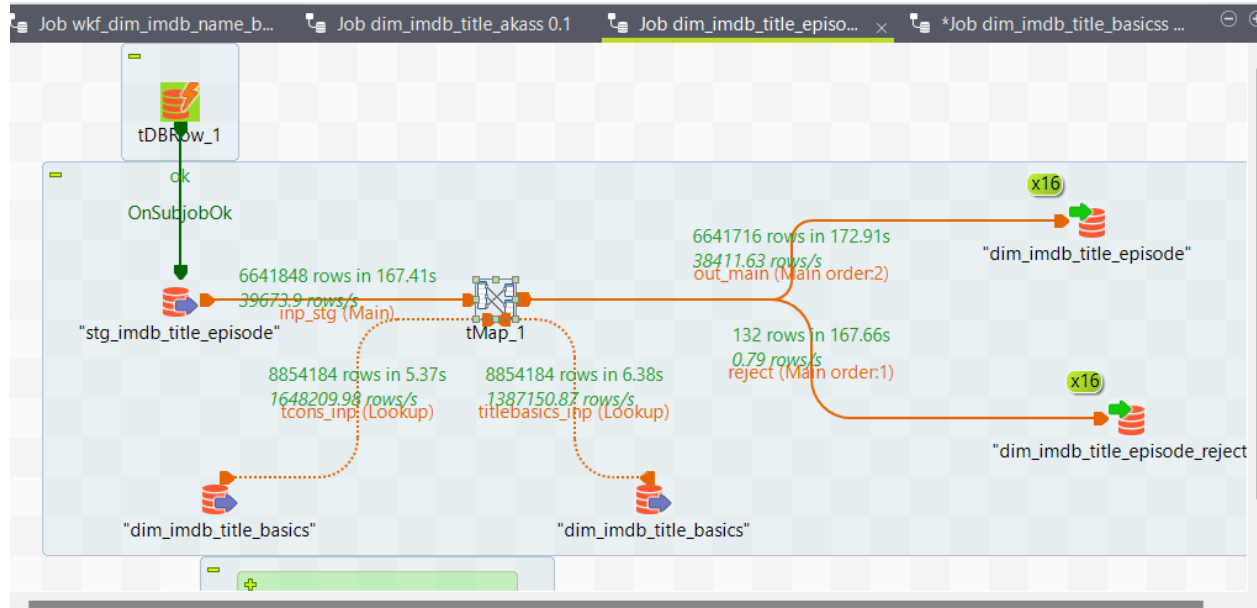 Job wkf_dim_imdb_name_b...
Job dim_imdb_title_akass 0.1
Job dim_imdb_title_episo...
*Job dim_imdb_title_basicss ...
tDBRow_1
ok
OnSubjobOk
x16
6641848 rows in 167.41s
39673.9 rows/s
inp_stg (Main)
"stg_imdb_title_episode"
tMap_1
6641716 rows in 172.91s
38411.63 rows/s
out_main (Main order:2)
"dim_imdb_title_episode"
132 rows in 167.66s
0.79 rows/s
reject (Main order:1)
x16
"dim_imdb_title_episode_reject
8854184 rows in 5.37s
1648209.98 rows/s
tcons_inp (Lookup)
8854184 rows in 6.38s
1387150.87 rows/s
titlebasics_inp (Lookup)
"dim_imdb_title_basics"
"dim_imdb_title_basics"